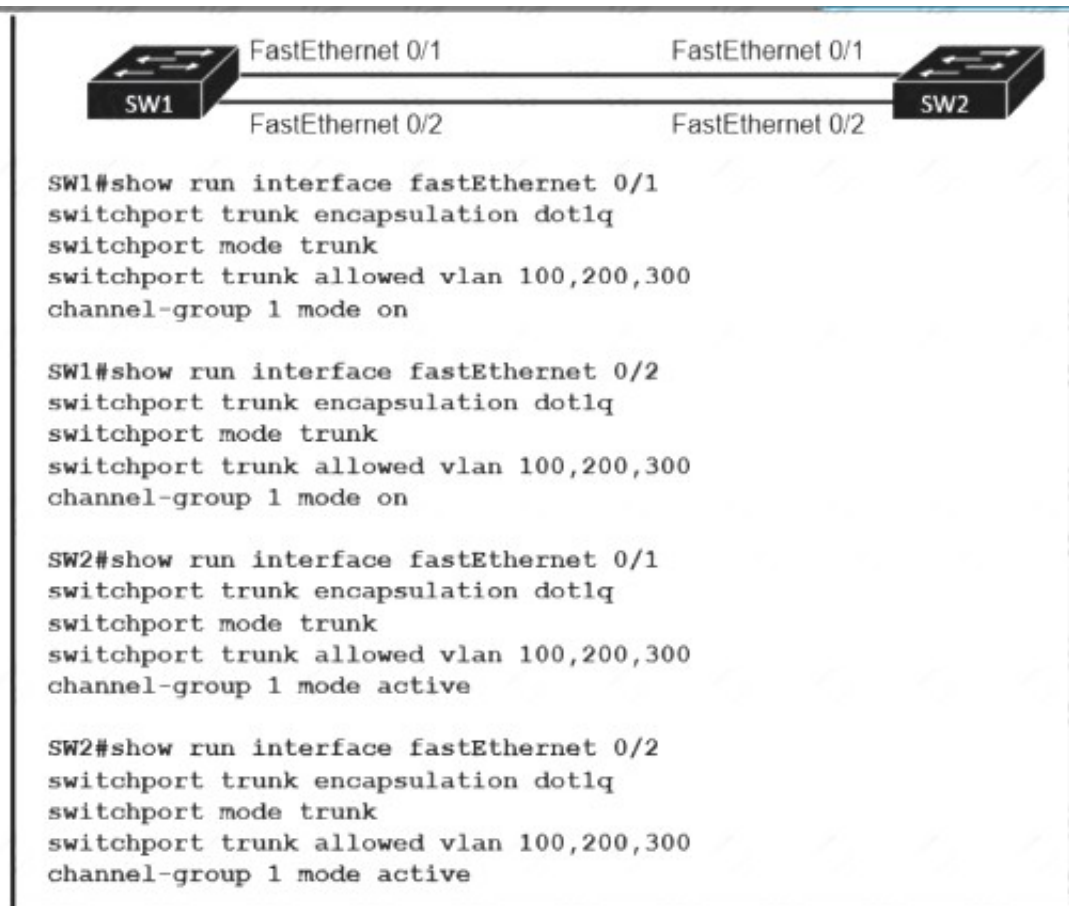 FastEthernet 0/1 FastEthernet 0/1
SW1 SW2
FastEthernet 0/2 FastEthernet 0/2
SW1#show run interface fastEthernet 0/1
switchport trunk encapsulation dot1q
switchport mode trunk
switchport trunk allowed vlan 100,200,300
channel-group 1 mode on
SW1#show run interface fastEthernet 0/2
switchport trunk encapsulation dot1q
switchport mode trunk
switchport trunk allowed vlan 100,200,300
channel-group 1 mode on
SW2#show run interface fastEthernet 0/1
switchport trunk encapsulation dot1q
switchport mode trunk
switchport trunk allowed vlan 100,200,300
channel-group 1 mode active
SW2#show run interface fastEthernet 0/2
switchport trunk encapsulation dot1q
switchport mode trunk
switchport trunk allowed vlan 100,200,300
channel-group 1 mode active